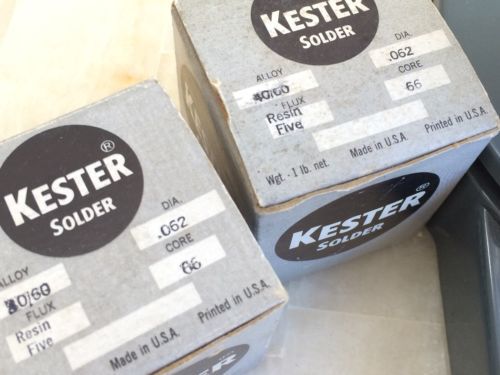 KESTER
SOLDER
ALLOY
40/60
DIA.
.062
FLUX
Resin
Five
CORE
66
Wgt. - 1 lb. net.
Made in U.S.A.
Printed in U.S.A.
KESTER®
SOLDER
KESTER®
SOLDER
ALLOY
40/60
DIA.
.062
FLUX
Resin
Five
CORE
66
Made in U.S.A.
Printed in U.S.A.
KESTER